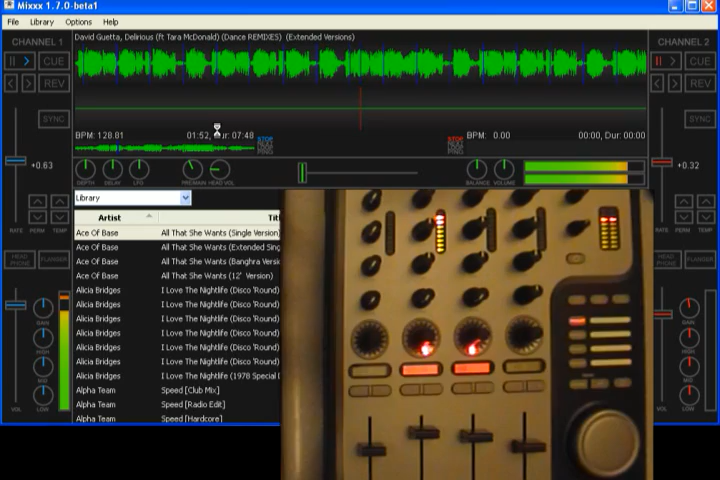 Mixxx 1.7.0-beta1
File Library Options Help
CHANNEL 1
CHANNEL 2
David Guetta, Delirious (ft Tara McDonald) (Dance REMIXES) (Extended Versions)
CUE
CUE
REV
REV
SYNC
SYNC
BPM: 128.81
01:52, Dur: 07:48
BPM: 0.00
00:00, Dur: 00:00
+0.63
+0.32
DEPTH DELAY LFO PRE/MAIN HEAD VOL
BALANCE VOLUME
RATE PERM TEMP
PERM TEMP RATE
Library
Artist
Ace Of Base All That She Wants (Single Version)
Ace Of Base All That She Wants (Extended Sin
Ace Of Base All That She Wants (Banghra Versi
Ace Of Base All That She Wants (12" Version)
Alicia Bridges I Love The Nightlife (Disco 'Round)
Alicia Bridges I Love The Nightlife (Disco 'Round)
Alicia Bridges I Love The Nightlife (Disco 'Round)
Alicia Bridges I Love The Nightlife (Disco 'Round)
Alicia Bridges I Love The Nightlife (Disco 'Round)
Alicia Bridges I Love The Nightlife (Disco 'Round)
Alicia Bridges I Love The Nightlife (1978 Special D
Alpha Team Speed [Club Mix]
Alpha Team Speed [Radio Edit]
Alpha Team Speed [Hardcore]
HEAD PHONE
FLANGER
HEAD PHONE
FLANGER
GAIN
HIGH
MID
LOW
VOL
GAIN
HIGH
MID
LOW
VOL